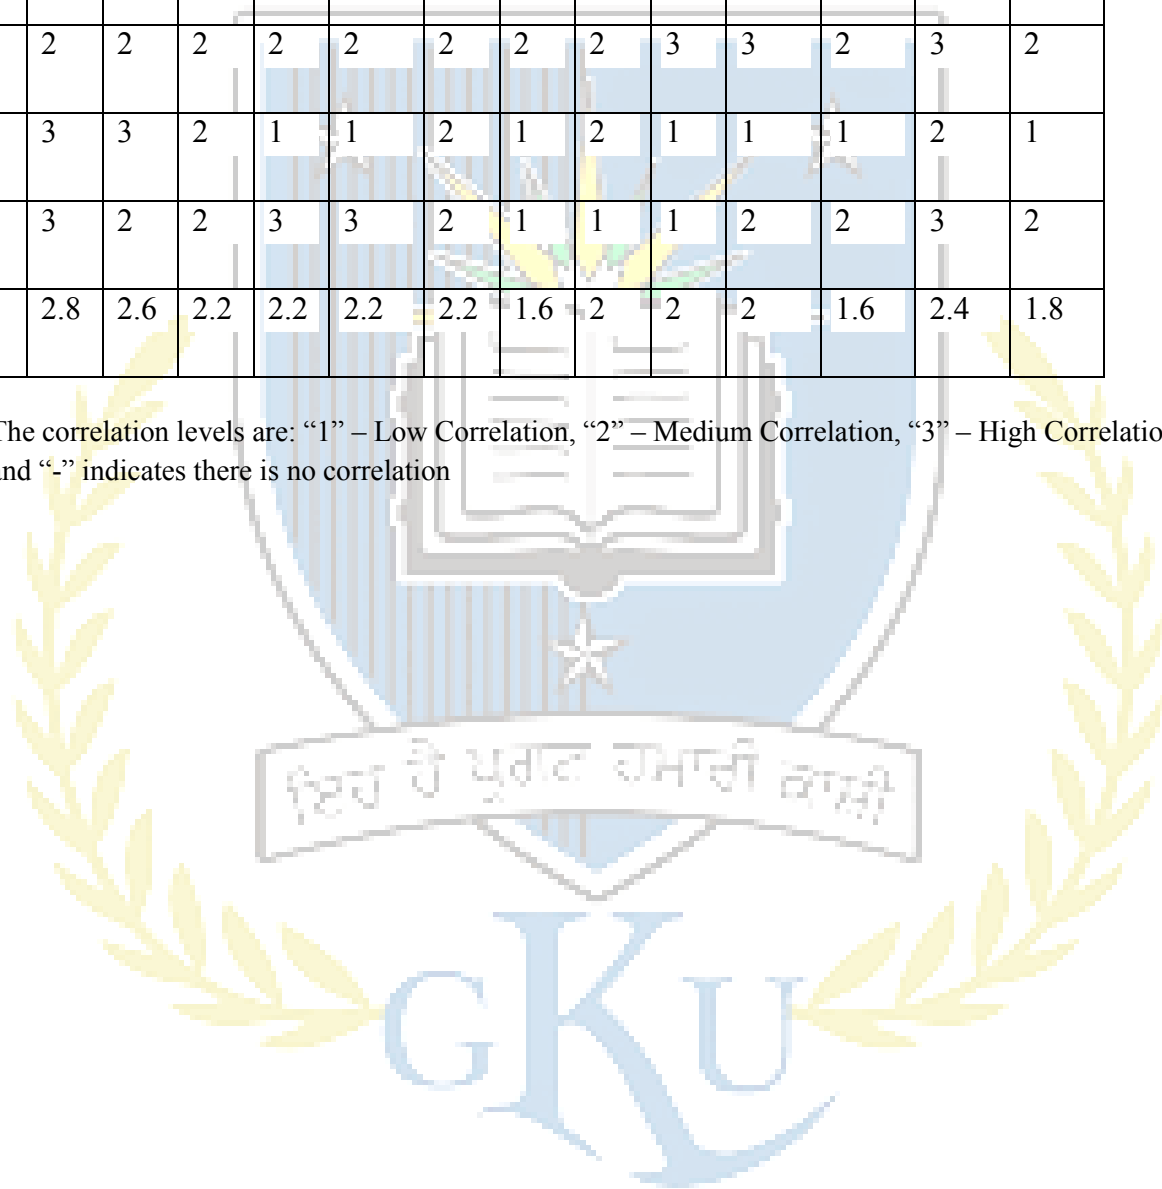 2 2 2 2 2 2 2 2 3 3 2 3 2
3 3 2 1 1 2 1 2 1 1 1 2 1
3 2 2 3 3 2 1 1 1 2 2 3 2
2.8 2.6 2.2 2.2 2.2 2.2 1.6 2 2 2 1.6 2.4 1.8
The correlation levels are: “1” – Low Correlation, “2” – Medium Correlation, “3” – High Correlatio
and “-” indicates there is no correlation
ਇਹ ਹੈ ਪ੍ਰਗਟ ਹਮਾਰੀ ਕਾਸੀ
GKU